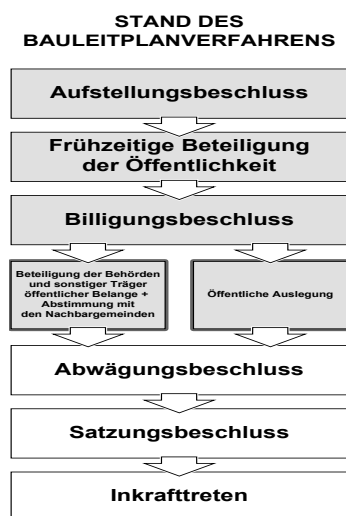 STAND DES
BAULEITPLANVERFAHRENS
Aufstellungsbeschluss
Frühzeitige Beteiligung
der Öffentlichkeit
Billigungsbeschluss
Beteiligung der Behörden
und sonstiger Träger
öffentlicher Belange +
Abstimmung mit
den Nachbargemeinden
Öffentliche Auslegung
Abwägungsbeschluss
Satzungsbeschluss
Inkrafttreten